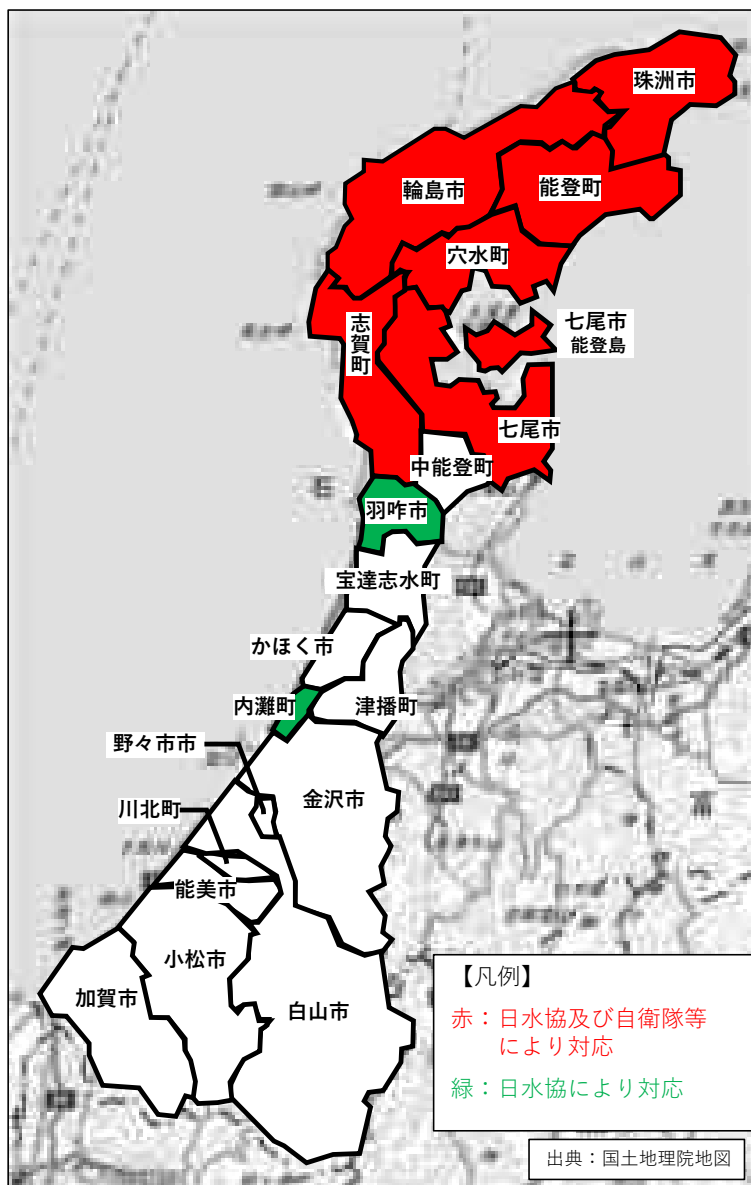 珠洲市
輪島市
能登町
穴水町
七尾市
能登島
志賀町
七尾市
中能登町
羽咋市
宝達志水町
かほく市
内灘町
津播町
野々市市
金沢市
川北町
能美市
小松市
加賀市
白山市
【凡例】
赤：日水協及び自衛隊等
により対応
緑：日水協により対応
出典：国土地理院地図